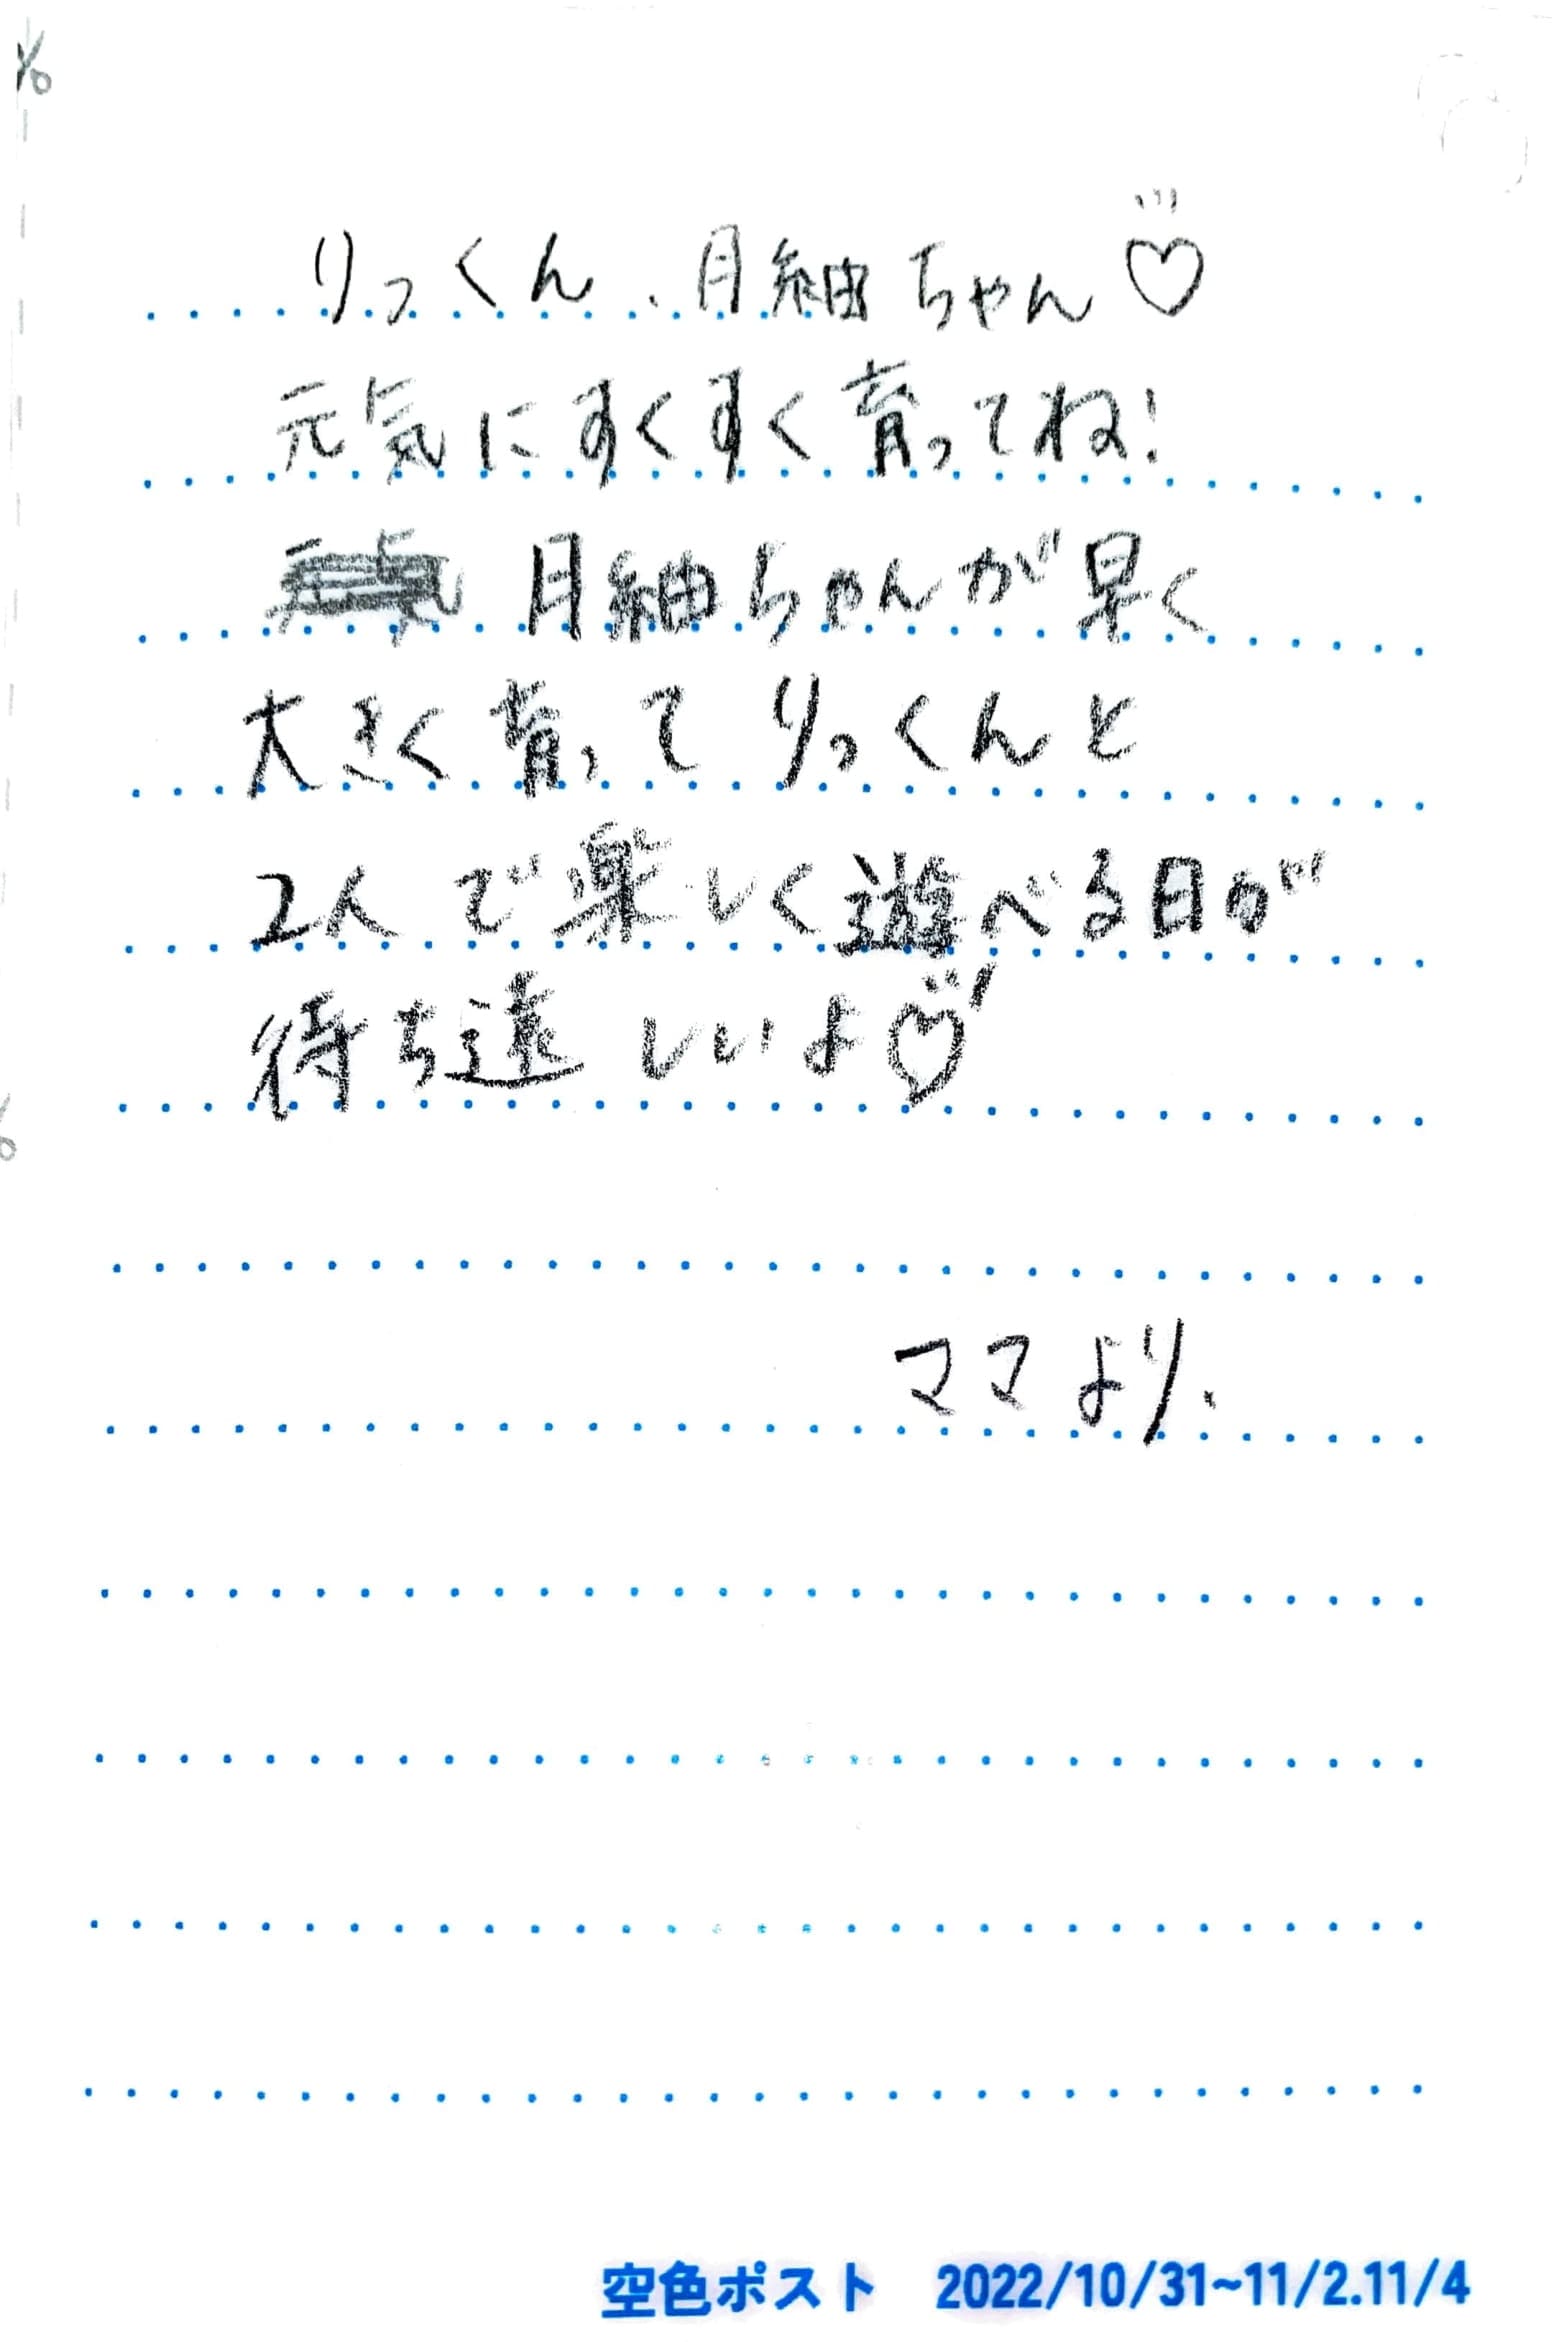 りっくん、月紬ちゃん♡
元気にすくすく育ってね!
月紬ちゃんが早く
大きく育ってりっくんと
2人で楽しく遊べる日が
待ち遠しいよ♡
ママより.
空色ポスト 2022/10/31~11/2.11/4